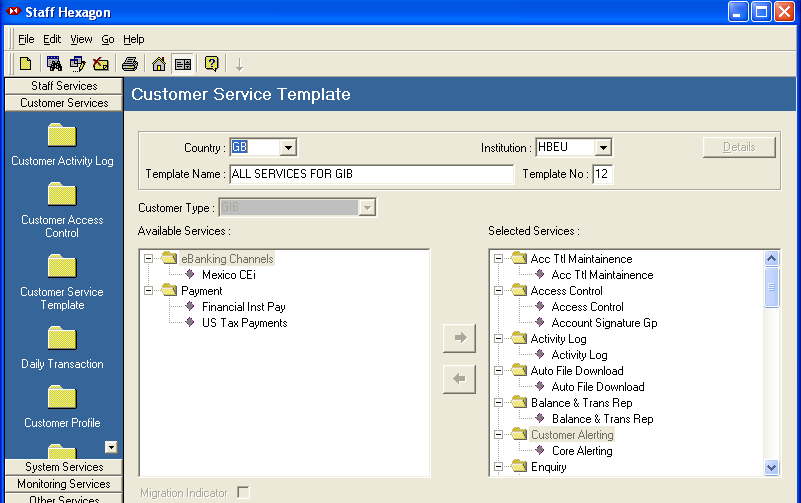 Staff Hexagon
File Edit View Go Help
Staff Services
Customer Services
Customer Activity Log
Customer Access
Control
Customer Service
Template
Daily Transaction
Customer Profile
System Services
Monitoring Services
Other Services
Customer Service Template
Country : GB Institution : HBEU Details
Template Name : ALL SERVICES FOR GIB Template No : 12
Customer Type : GIB
Available Services :
eBanking Channels
Mexico CEi
Payment
Financial Inst Pay
US Tax Payments
Selected Services :
Acc Ttl Maintainence
Acc Ttl Maintainence
Access Control
Access Control
Account Signature Gp
Activity Log
Activity Log
Auto File Download
Auto File Download
Balance & Trans Rep
Balance & Trans Rep
Customer Alerting
Core Alerting
Enquiry
Migration Indicator